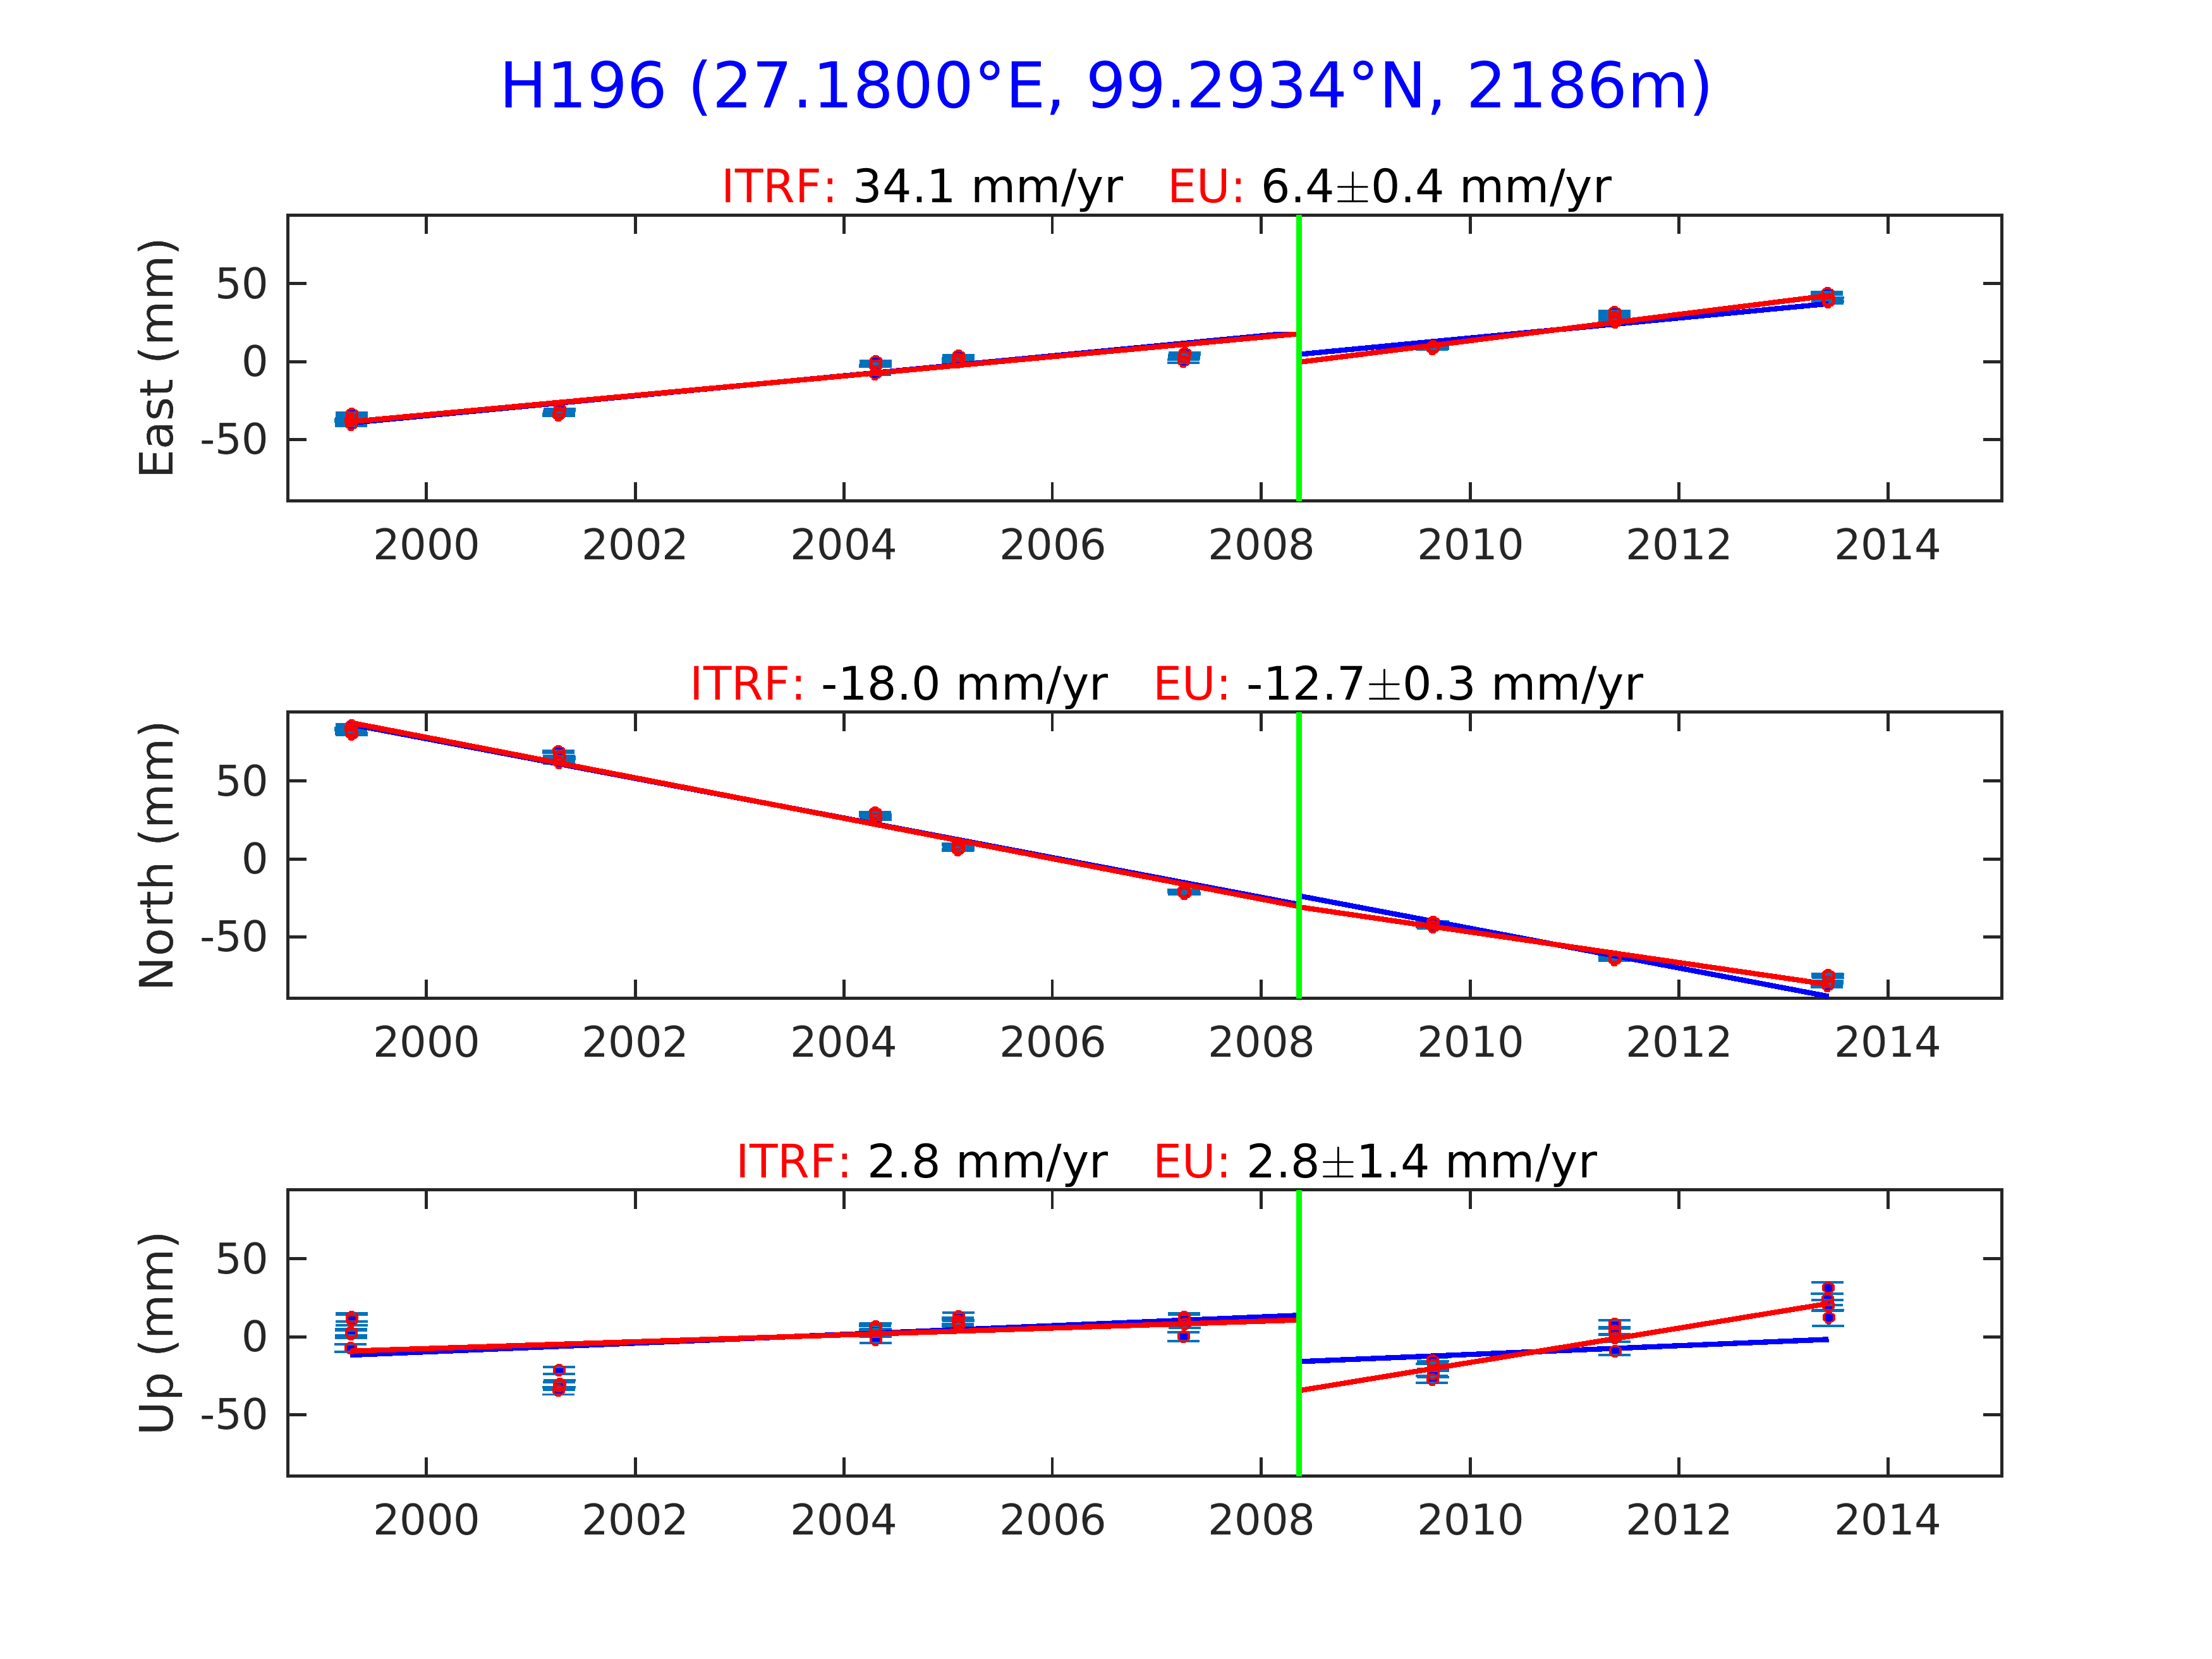 H196 (27.1800°E, 99.2934°N, 2186m)
ITRF: 34.1 mm/yr EU: 6.4±0.4 mm/yr
East (mm)
50
0
-50
2000 2002 2004 2006 2008 2010 2012 2014
ITRF: -18.0 mm/yr EU: -12.7±0.3 mm/yr
North (mm)
50
0
-50
2000 2002 2004 2006 2008 2010 2012 2014
ITRF: 2.8 mm/yr EU: 2.8±1.4 mm/yr
Up (mm)
50
0
-50
2000 2002 2004 2006 2008 2010 2012 2014